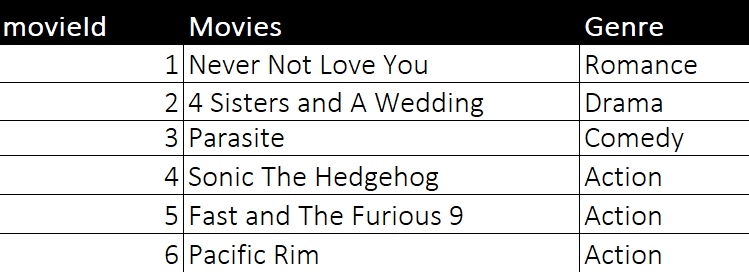 movieId Movies Genre
1 Never Not Love You Romance
2 4 Sisters and A Wedding Drama
3 Parasite Comedy
4 Sonic The Hedgehog Action
5 Fast and The Furious 9 Action
6 Pacific Rim Action